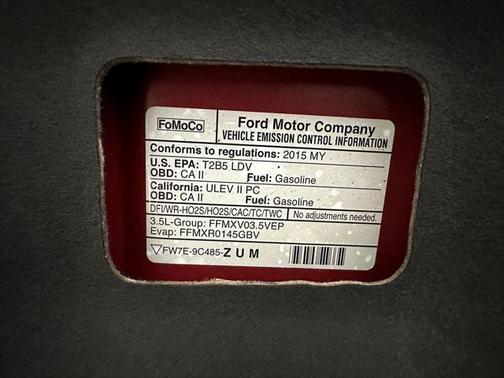 FoMoCo
Ford Motor Company
VEHICLE EMISSION CONTROL INFORMATION
Conforms to regulations: 2015 MY
U.S. EPA: T2B5 LDV
OBD: CA II Fuel: Gasoline
California: ULEV II PC
OBD: CA II Fuel: Gasoline
DFI/WR-HO2S/HO2S/CAC/TC/TWC No adjustments needed.
3.5L-Group: FFMXV03.5VEP
Evap: FFMXR0145GBV
▽FW7E-9C485-ZUM